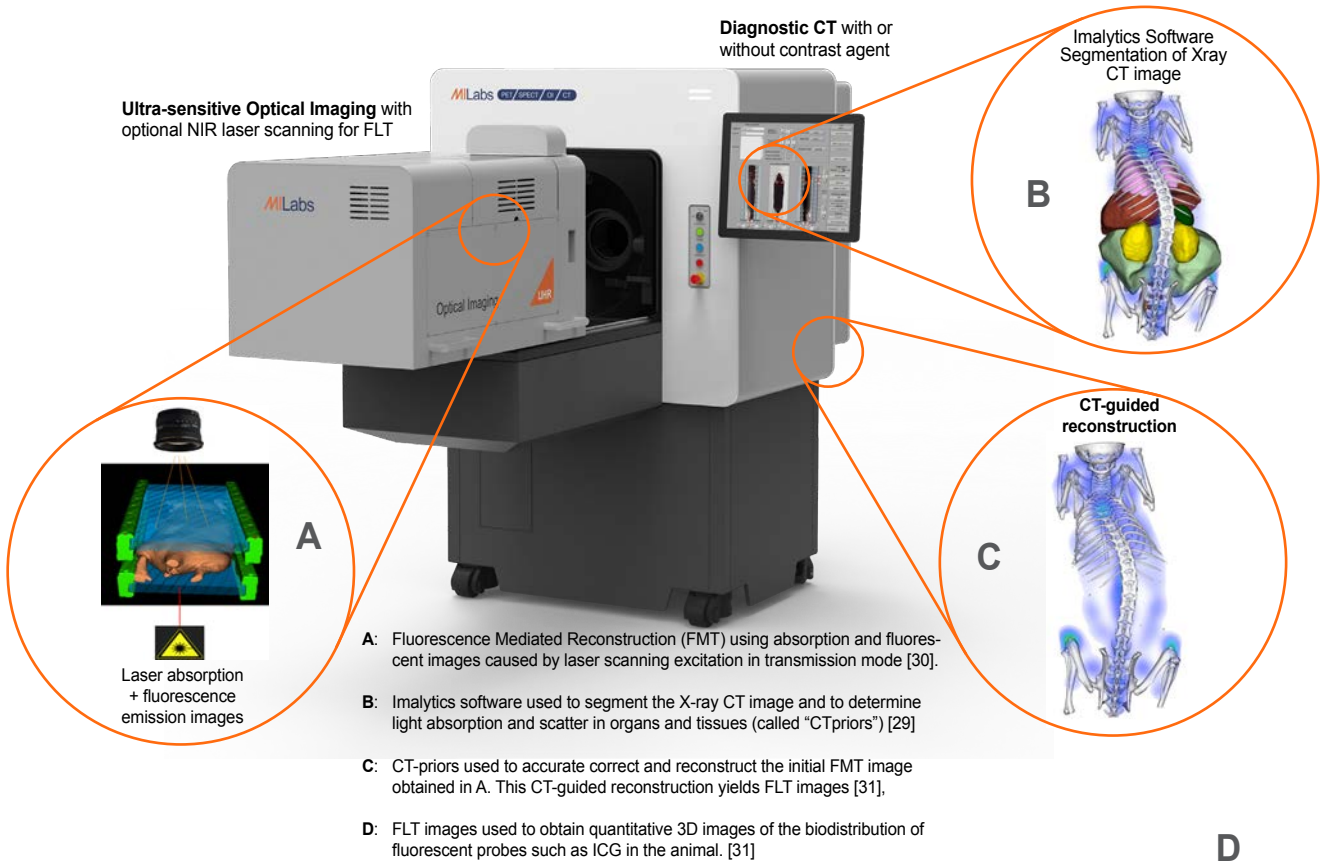 Diagnostic CT with or
without contrast agent
Imalytics Software
Segmentation of Xray
CT image
B
Ultra-sensitive Optical Imaging with
optional NIR laser scanning for FLT
MILabs PET/SPECT/OI/CT
MILabs
Optical Imaging
UHR
A
Laser absorption
+ fluorescence
emission images
CT-guided
reconstruction
C
A: Fluorescence Mediated Reconstruction (FMT) using absorption and fluores-
cent images caused by laser scanning excitation in transmission mode [30].
B: Imalytics software used to segment the X-ray CT image and to determine
light absorption and scatter in organs and tissues (called “CTpriors”) [29]
C: CT-priors used to accurate correct and reconstruct the initial FMT image
obtained in A. This CT-guided reconstruction yields FLT images [31],
D: FLT images used to obtain quantitative 3D images of the biodistribution of
fluorescent probes such as ICG in the animal. [31]
D